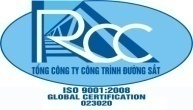 RCC
TỔNG CÔNG TY CÔNG TRÌNH ĐƯỜNG SẮT
ISO 9001:2008
GLOBAL CERTIFICATION
023020